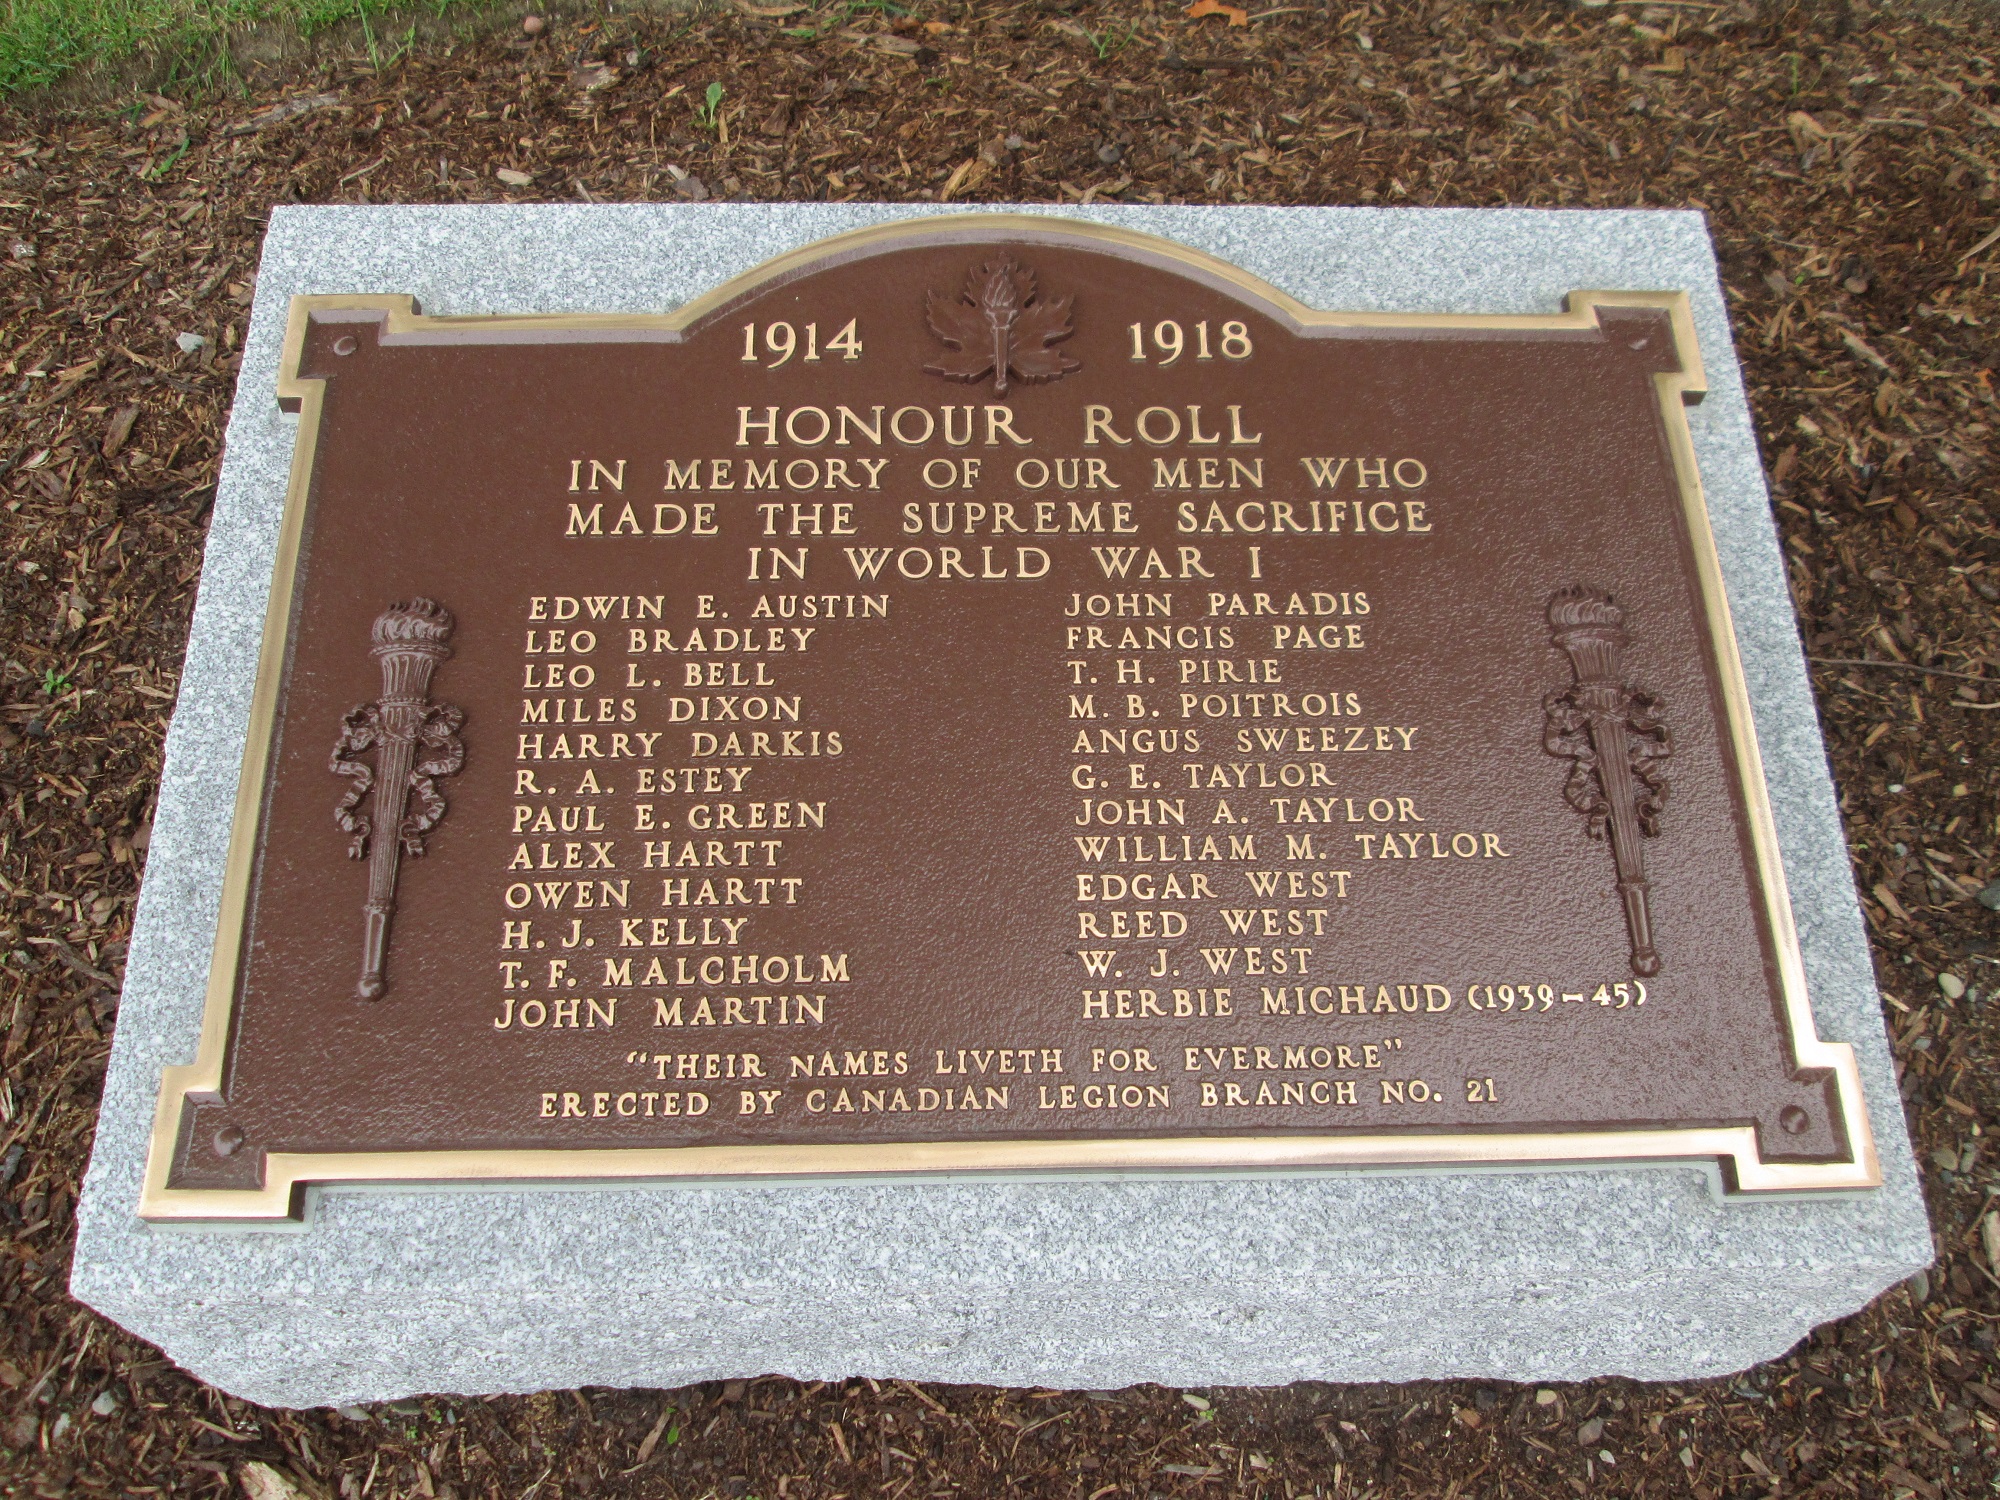 1914 1918
HONOUR ROLL
IN MEMORY OF OUR MEN WHO
MADE THE SUPREME SACRIFICE
IN WORLD WAR I
EDWIN E. AUSTIN
LEO BRADLEY
LEO L. BELL
MILES DIXON
HARRY DARKIS
R. A. ESTEY
PAUL E. GREEN
ALEX HARTT
OWEN HARTT
H. J. KELLY
T. F. MALCHOLM
JOHN MARTIN
JOHN PARADIS
FRANCIS PAGE
T. H. PIRIE
M. B. POITROIS
ANGUS SWEEZEY
G. E. TAYLOR
JOHN A. TAYLOR
WILLIAM M. TAYLOR
EDGAR WEST
REED WEST
W. J. WEST
HERBIE MICHAUD (1939-45)
"THEIR NAMES LIVETH FOR EVERMORE"
ERECTED BY CANADIAN LEGION BRANCH NO. 21